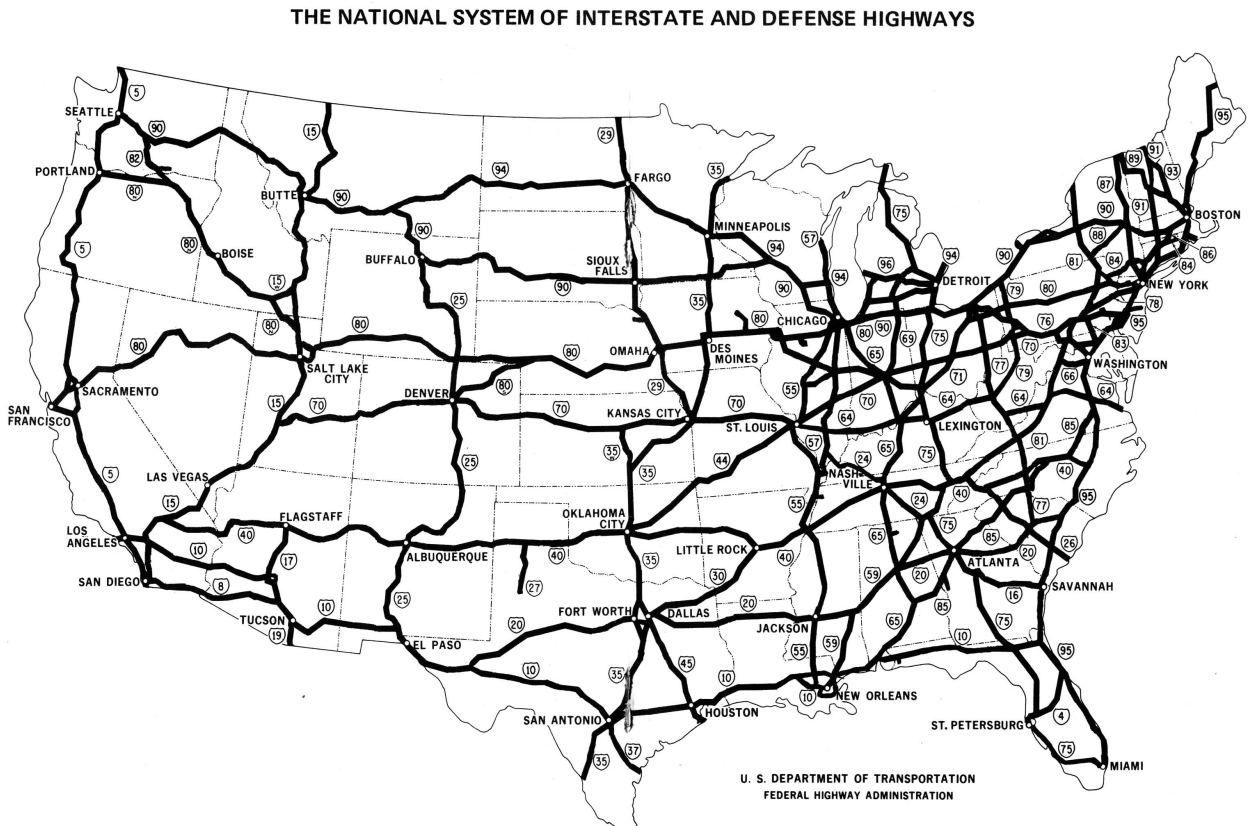 THE NATIONAL SYSTEM OF INTERSTATE AND DEFENSE HIGHWAYS
5
SEATTLE
90
82
PORTLAND
80
5
80
BOISE
15
BUTTE
90
94
29
FARGO
35
MINNEAPOLIS
94
90
BUFFALO
SIOUX
FALLS
90
90
35
15
80
25
80
80
SALT LAKE
CITY
SACRAMENTO
SAN
FRANCISCO
15
70
DENVER
80
80
OMAHA
DES
MOINES
80
29
70
KANSAS CITY
70
ST. LOUIS
57
94
CHICAGO
75
96
94
DETROIT
80
90
65
69
75
55
70
64
71
64
LEXINGTON
77
79
70
76
79
80
90
81
88
90
87
89
91
93
91
95
BOSTON
84
84
86
NEW YORK
78
95
83
WASHINGTON
66
64
85
81
40
95
77
5
LAS VEGAS
15
LOS
ANGELES
40
10
FLAGSTAFF
17
SAN DIEGO
8
TUCSON
10
19
25
ALBUQUERQUE
25
EL PASO
40
27
OKLAHOMA
CITY
35
35
44
35
LITTLE ROCK
30
40
57
55
24
NASH-
VILLE
65
75
24
40
75
85
20
26
65
ATLANTA
20
59
85
16
SAVANNAH
FORT WORTH
DALLAS
20
20
JACKSON
55
59
65
10
75
95
10
35
45
10
10
NEW ORLEANS
SAN ANTONIO
HOUSTON
35
37
ST. PETERSBURG
4
75
MIAMI
U. S. DEPARTMENT OF TRANSPORTATION
FEDERAL HIGHWAY ADMINISTRATION